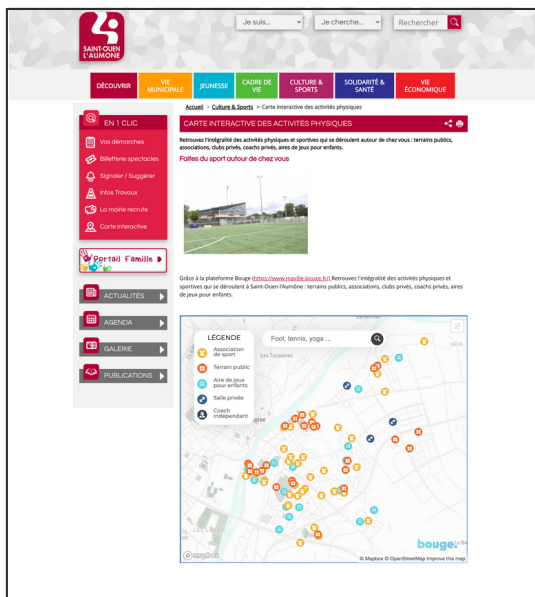 Je suis...
Je cherche...
Rechercher
SAINT-OUEN
L'AUMÔNE
DÉCOUVRIR
VIE
MUNICIPALE
JEUNESSE
CADRE DE
VIE
CULTURE &
SPORTS
SOLIDARITÉ &
SANTÉ
VIE
ÉCONOMIQUE
Accueil > Culture & Sports > Carte interactive des activités physiques
EN 1 CLIC
Vos démarches
Billetterie spectacles
Signaler / Suggérer
Infos Travaux
La mairie recrute
Carte interactive
Portail Famille
ACTUALITÉS
AGENDA
GALERIE
PUBLICATIONS
CARTE INTERACTIVE DES ACTIVITÉS PHYSIQUES
Retrouvez l'intégralité des activités physiques et sportives qui se déroulent autour de chez vous : terrains publics,
associations, clubs privés, coachs privés, aires de jeux pour enfants.
Faites du sport autour de chez vous
Grâce à la plateforme Bouge (https://www.maville-bouge.fr/) Retrouvez l'intégralité des activités physiques et
sportives qui se déroulent à Saint-Ouen l'Aumône : terrains publics, associations, clubs privés, coachs privés, aires
de jeux pour enfants.
LÉGENDE
Association
de sport
Terrain public
Aire de jeux
pour enfants
Salle privée
Coach
Indépendant
Foot, tennis, yoga ...
Les Turpaines
bouge.
mapbox
© Mapbox © OpenStreetMap Improve this map